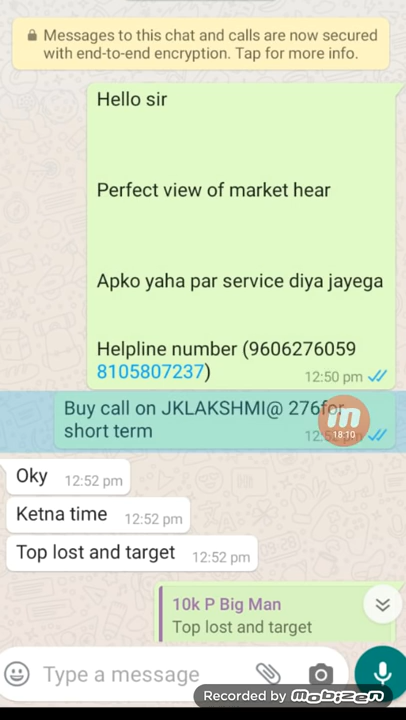 Messages to this chat and calls are now secured
with end-to-end encryption. Tap for more info.
Hello sir
Perfect view of market hear
Apko yaha par service diya jayega
Helpline number (9606276059
8105807237)
12:50 pm
Buy call on JKLAKSHMI@ 276for
short term
18:10
Oky
12:52 pm
Ketna time
12:52 pm
Top lost and target
12:52 pm
10k P Big Man
Top lost and target
Type a message
Recorded by mobizen